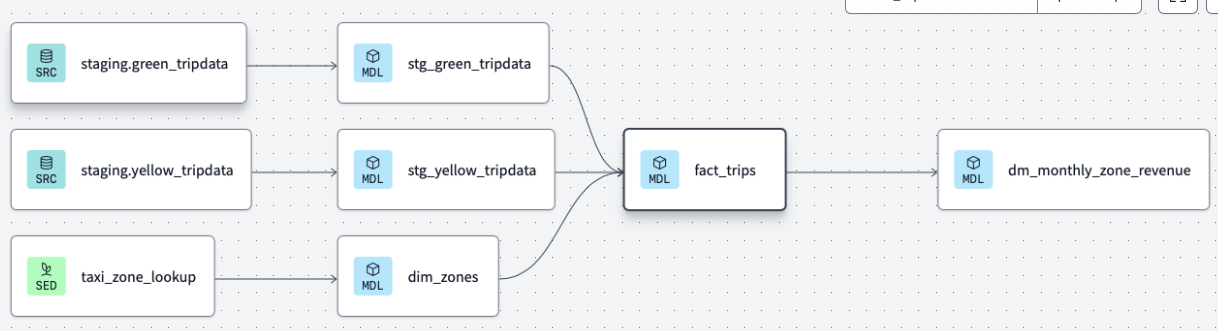 staging.green_tripdata
SRC
stg_green_tripdata
MDL
staging.yellow_tripdata
SRC
stg_yellow_tripdata
MDL
fact_trips
MDL
dm_monthly_zone_revenue
MDL
taxi_zone_lookup
SED
dim_zones
MDL